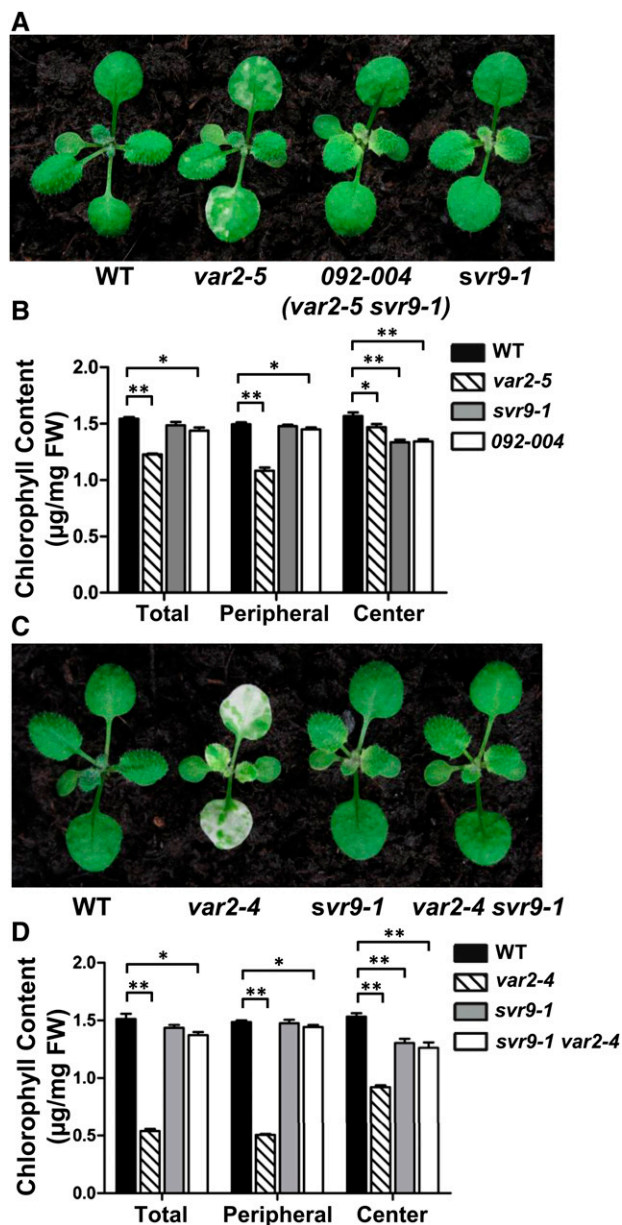 A
WT var2-5 092-004 svr9-1
(var2-5 svr9-1)
B
Chlorophyll Content
(µg/mg FW)
2.0
1.5
1.0
0.5
0.0
* ** * ** ** ** *
Total Peripheral Center
WT
var2-5
svr9-1
092-004
C
WT var2-4 svr9-1 var2-4 svr9-1
D
Chlorophyll Content
(µg/mg FW)
2.0
1.5
1.0
0.5
0.0
* ** * ** ** ** **
Total Peripheral Center
WT
var2-4
svr9-1
svr9-1 var2-4